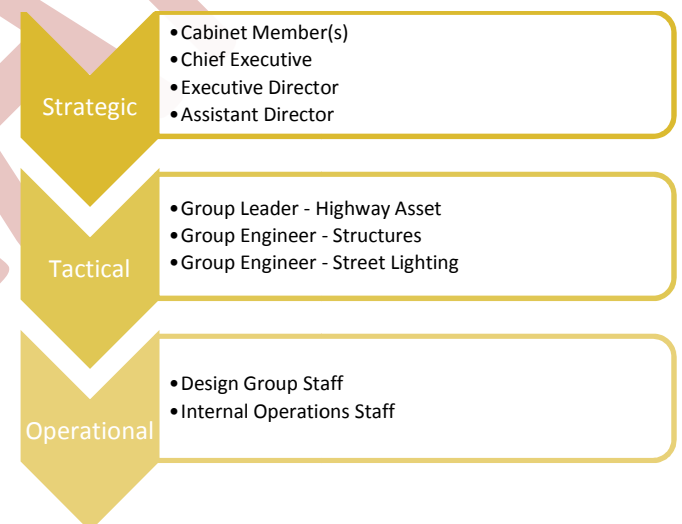 Strategic
•Cabinet Member(s)
•Chief Executive
•Executive Director
•Assistant Director
Tactical
•Group Leader - Highway Asset
•Group Engineer - Structures
•Group Engineer - Street Lighting
Operational
•Design Group Staff
•Internal Operations Staff